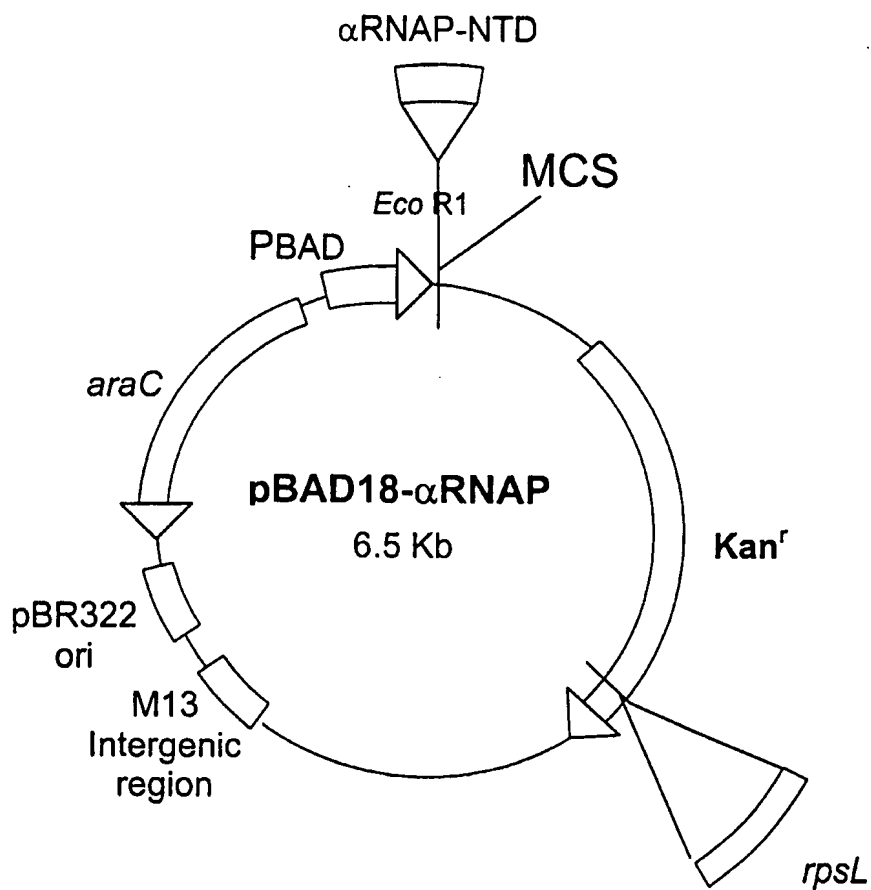 αRNAP-NTD
MCS
Eco R1
PBAD
araC
pBAD18-αRNAP
6.5 Kb
Kanʳ
pBR322
ori
M13
Intergenic
region
rpsL